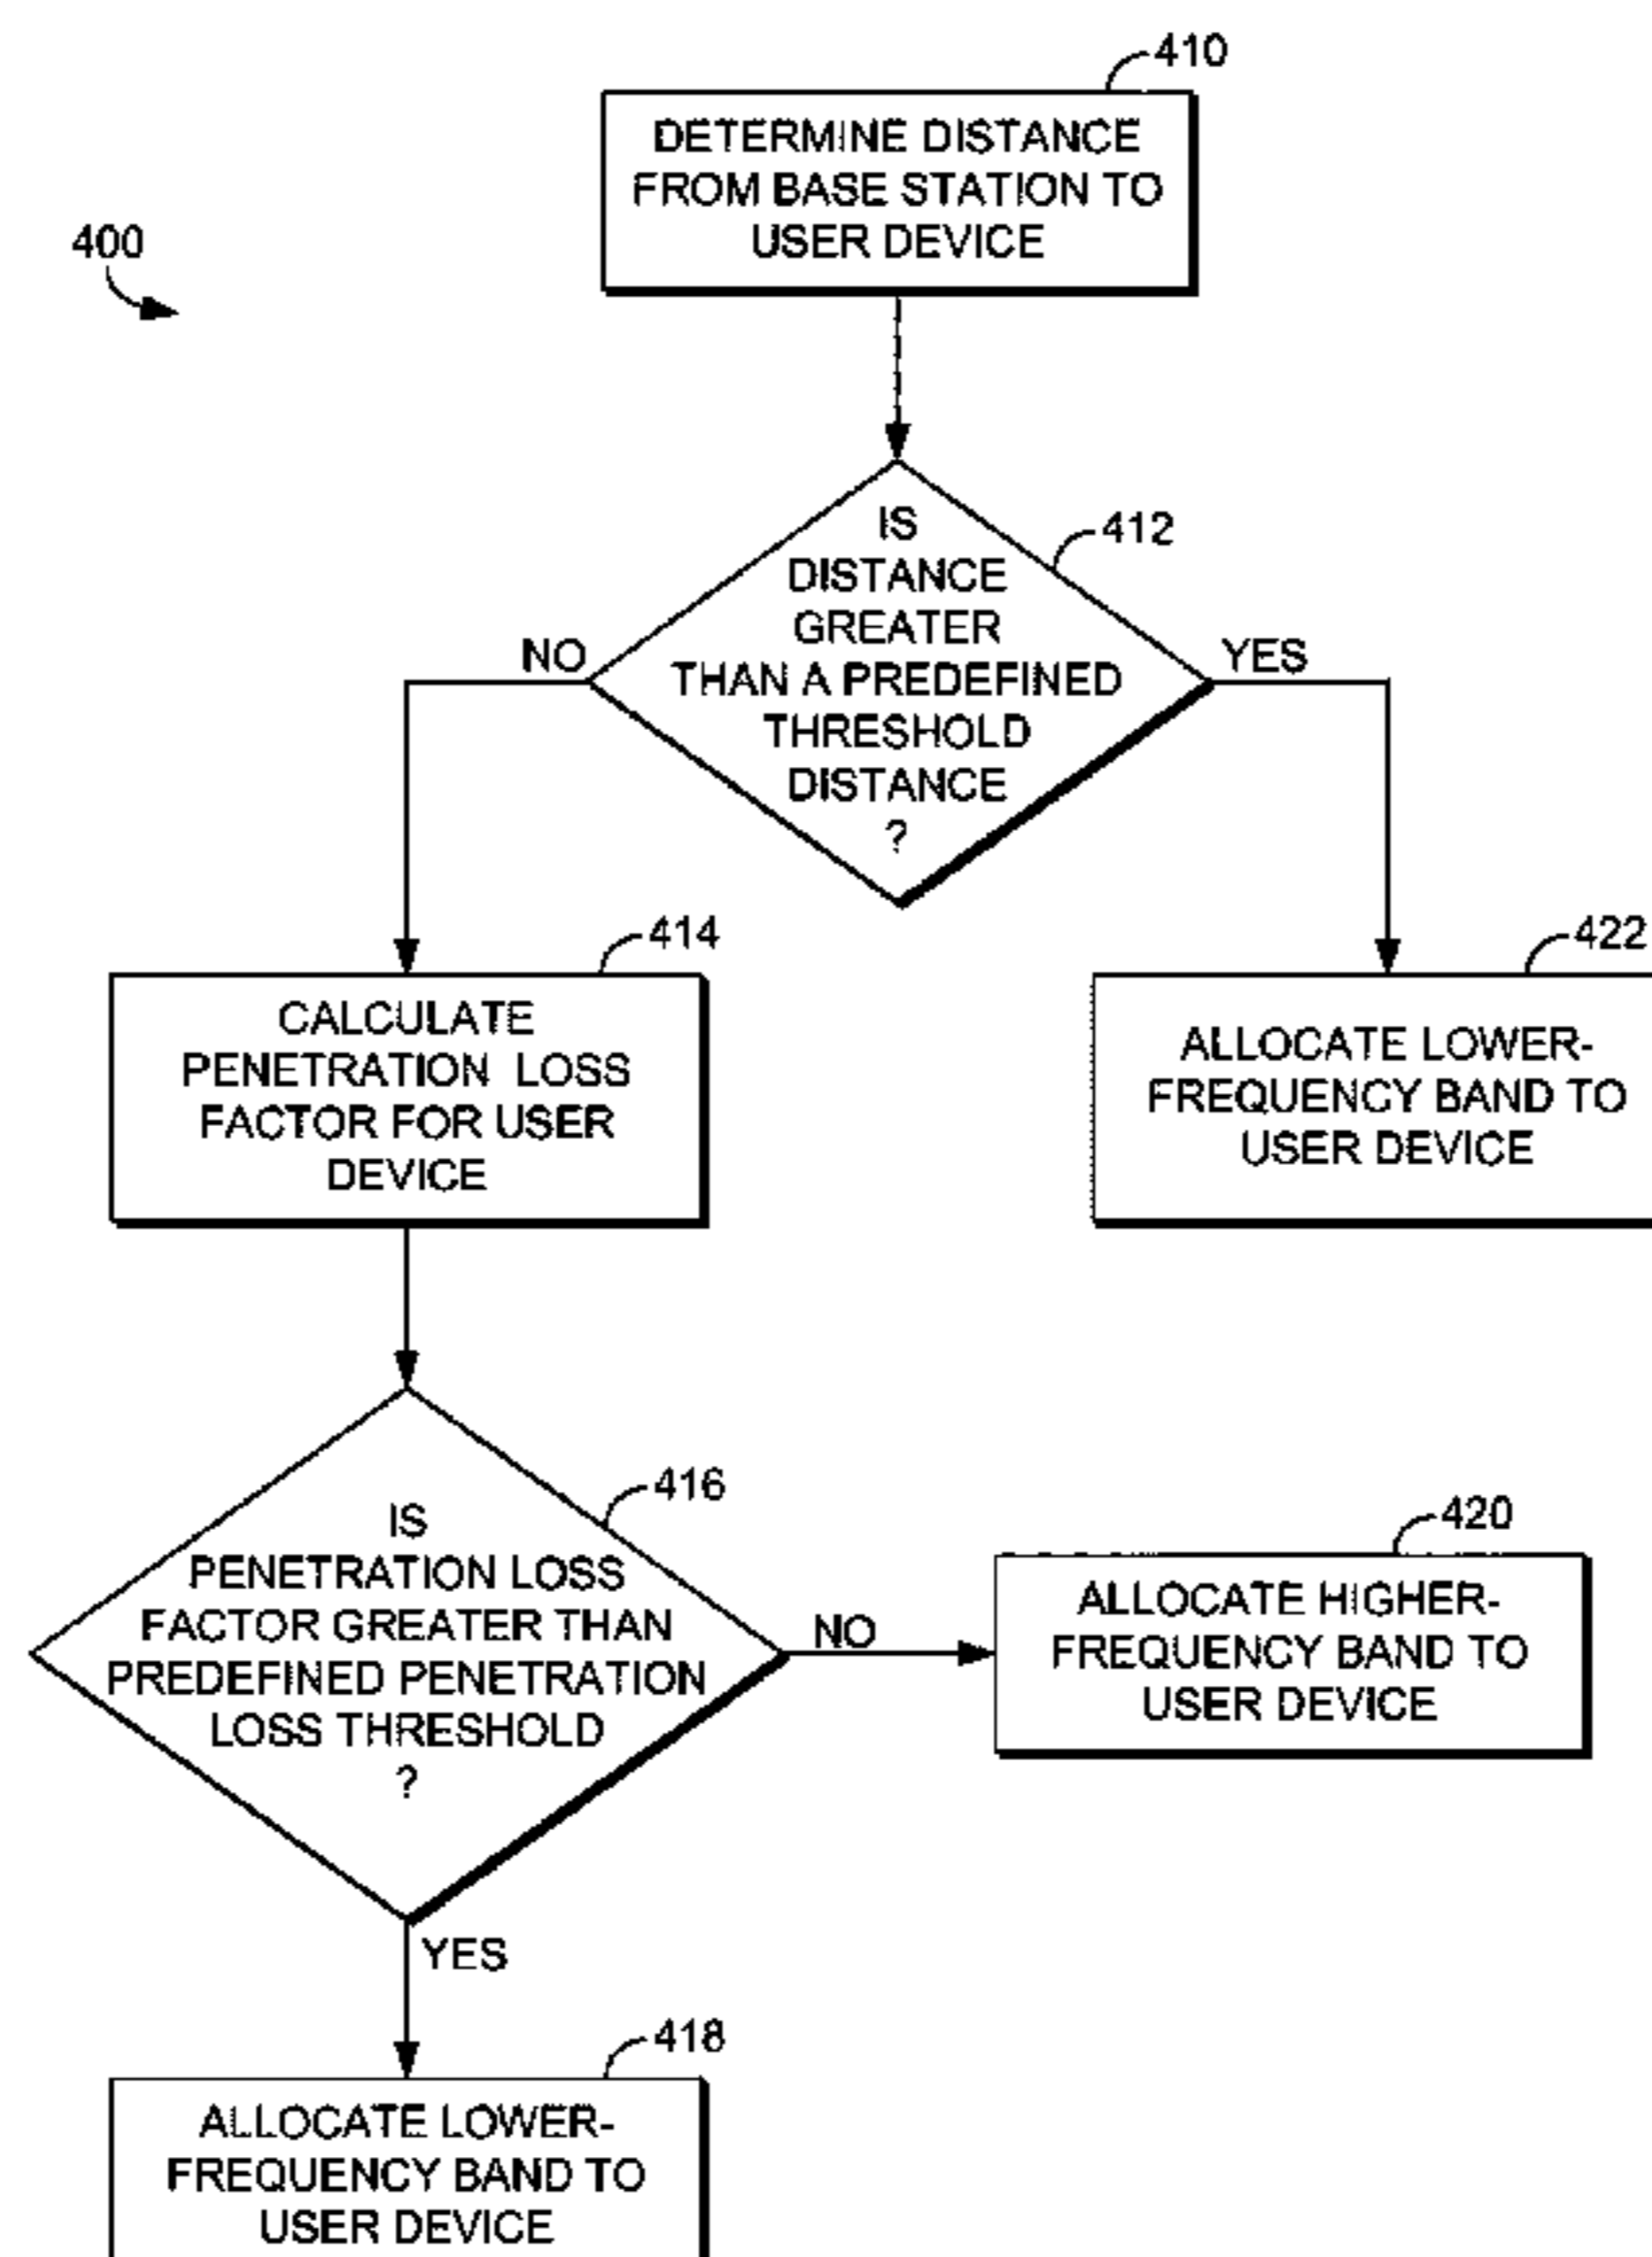 410
DETERMINE DISTANCE
FROM BASE STATION TO
USER DEVICE
400
IS
DISTANCE
GREATER
THAN A PREDEFINED
THRESHOLD
DISTANCE
?
412
NO
YES
414
CALCULATE
PENETRATION LOSS
FACTOR FOR USER
DEVICE
422
ALLOCATE LOWER-
FREQUENCY BAND TO
USER DEVICE
416
IS
PENETRATION LOSS
FACTOR GREATER THAN
PREDEFINED PENETRATION
LOSS THRESHOLD
?
NO
420
ALLOCATE HIGHER-
FREQUENCY BAND TO
USER DEVICE
YES
418
ALLOCATE LOWER-
FREQUENCY BAND TO
USER DEVICE